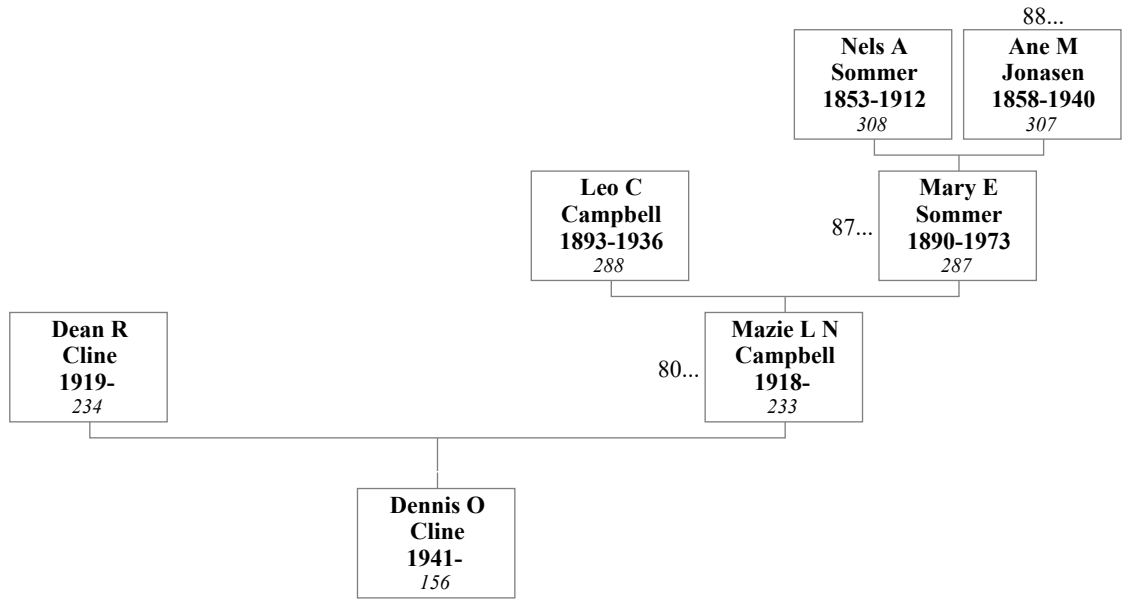 88...
Nels A
Sommer
1853-1912
308
Ane M
Jonasen
1858-1940
307
Leo C
Campbell
1893-1936
288
87...
Mary E
Sommer
1890-1973
287
Dean R
Cline
1919-
234
80...
Mazie L N
Campbell
1918-
233
Dennis O
Cline
1941-
156